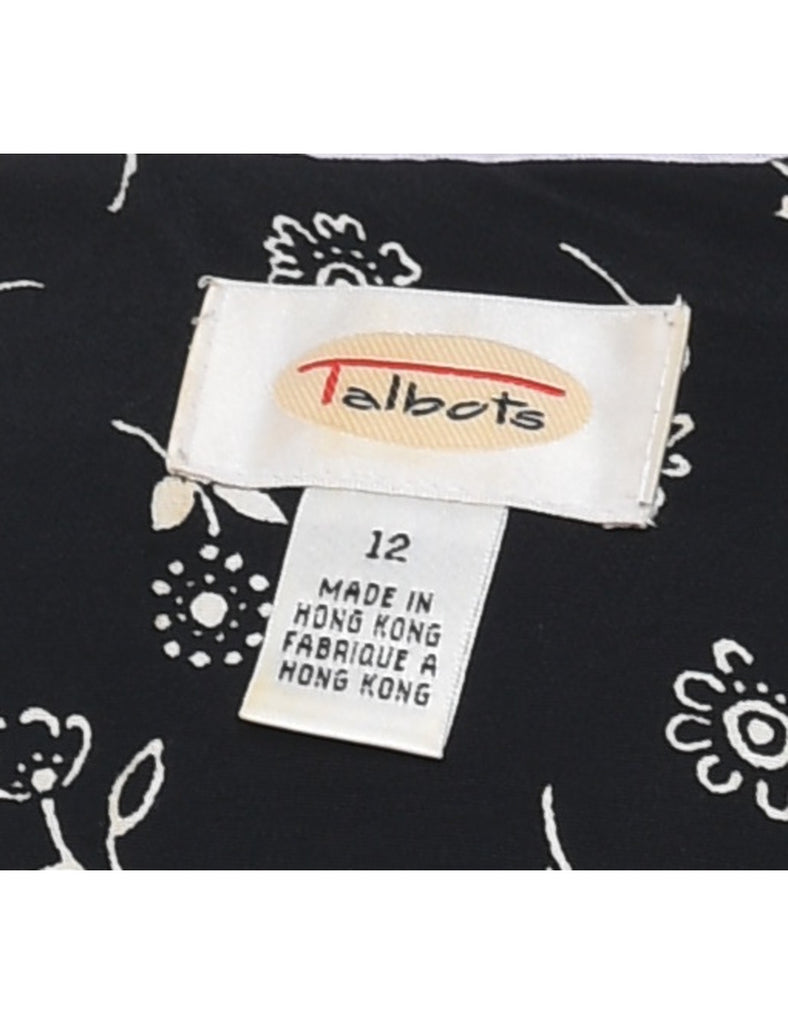 Talbots
12
MADE IN
HONG KONG
FABRIQUE A
HONG KONG